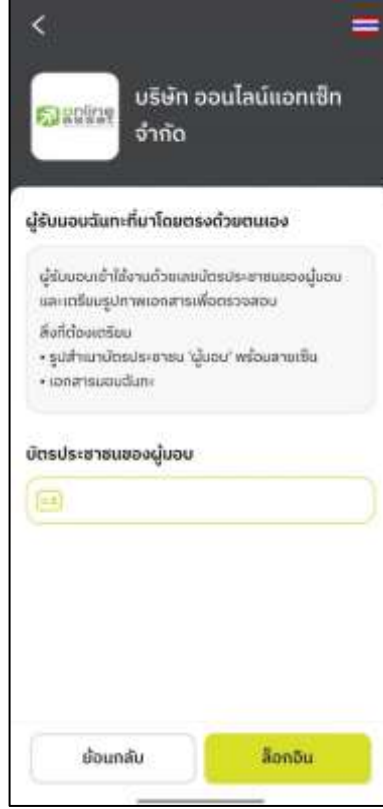 online
asset
บริษัท ออนไลน์แอทเซ็ท
จำกัด
ผู้รับมอบฉันทะที่มาโดยตรงด้วยตนเอง
ผู้รับมอบเข้าใช้งานด้วยเลขบัตรประชาชนของผู้มอบ
และเตรียมรูปภาพเอกสารเพื่อตรวจสอบ
สิ่งที่ต้องเตรียม
• รูปสำเนาบัตรประชาชน 'ผู้มอบ' พร้อมลายเซ็น
• เอกสารมอบฉันทะ
บัตรประชาชนของผู้มอบ
ย้อนกลับ
ล็อกอิน